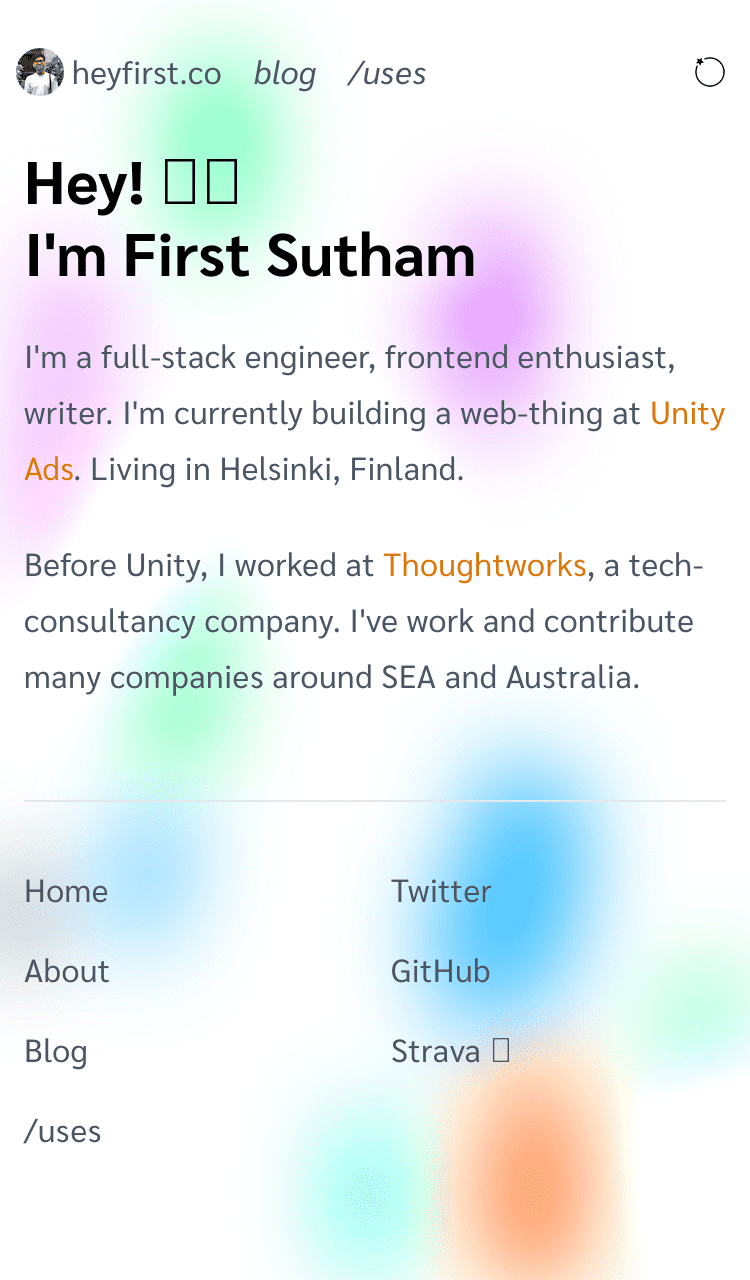 heyfirst.co blog /uses
Hey!
I'm First Sutham
I'm a full-stack engineer, frontend enthusiast,
writer. I'm currently building a web-thing at Unity
Ads. Living in Helsinki, Finland.
Before Unity, I worked at Thoughtworks, a tech-
consultancy company. I've work and contribute
many companies around SEA and Australia.
Home
Twitter
About
GitHub
Blog
Strava
/uses